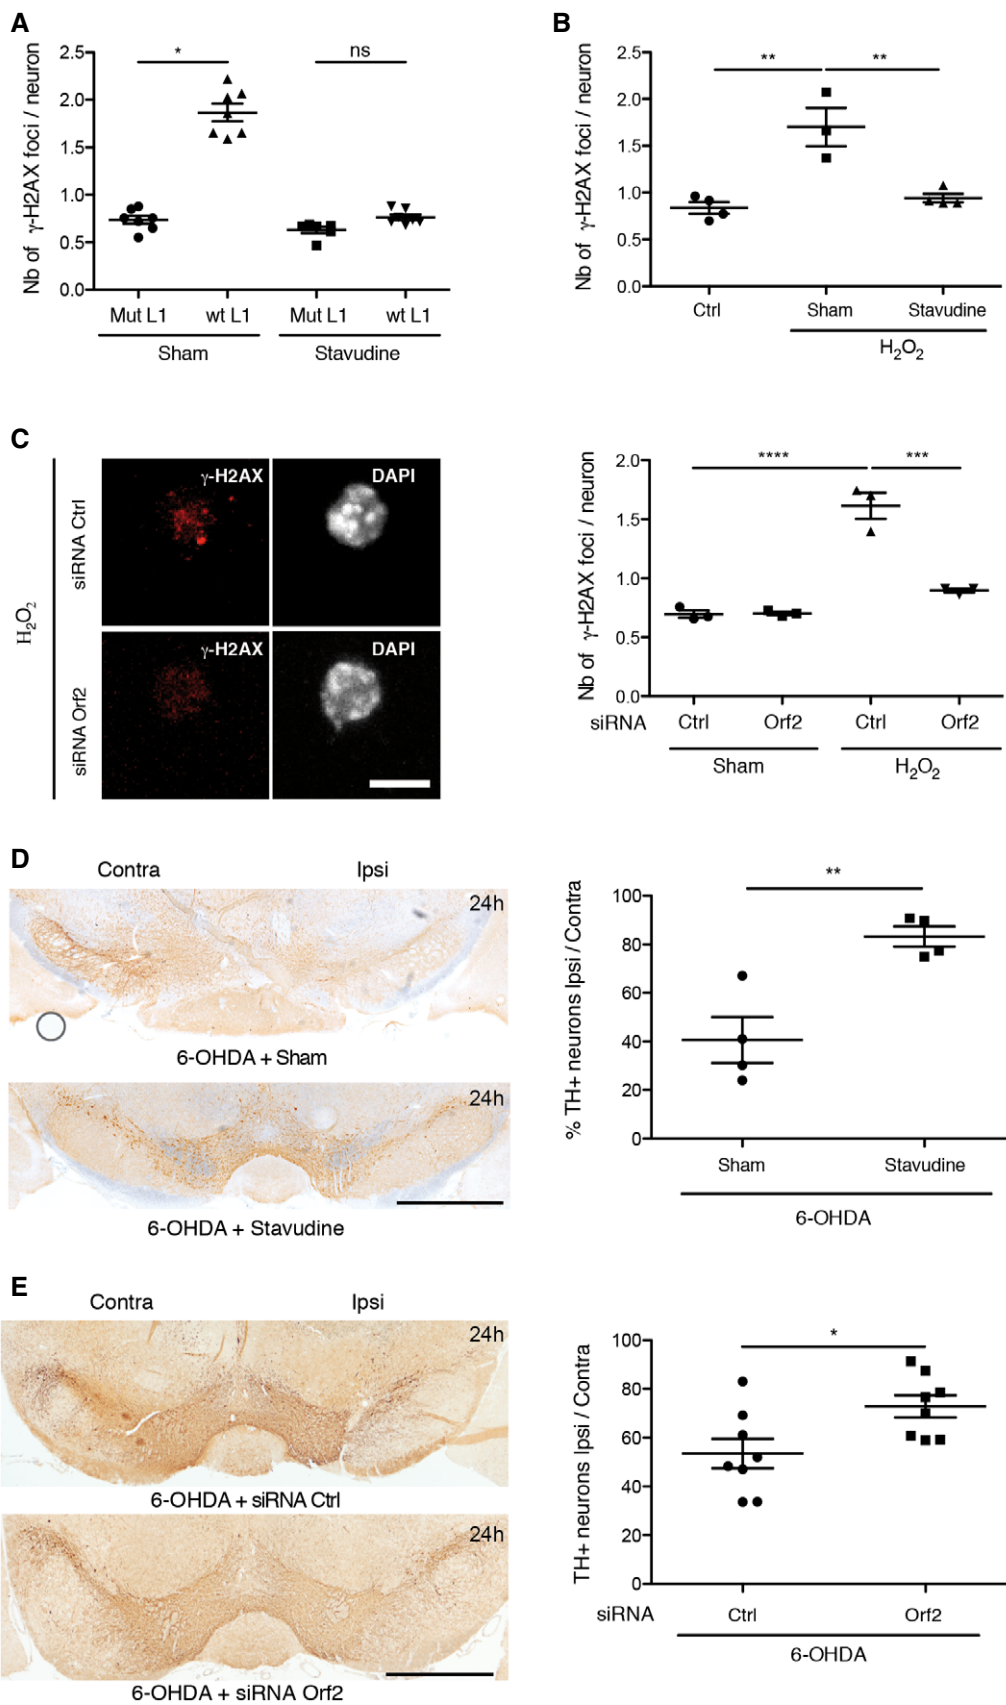 A
Nb of γ-H2AX foci / neuron
2.5
2.0
1.5
1.0
0.5
0.0
*
ns
Mut L1 wt L1 Mut L1 wt L1
Sham Stavudine
B
Nb of γ-H2AX foci / neuron
2.5
2.0
1.5
1.0
0.5
0.0
** **
Ctrl Sham Stavudine
H₂O₂
C
H₂O₂
siRNA Ctrl
γ-H2AX DAPI
siRNA Orf2
γ-H2AX DAPI
Nb of γ-H2AX foci / neuron
2.0
1.5
1.0
0.5
0.0
**** ***
siRNA Ctrl Orf2 Ctrl Orf2
Sham H₂O₂
D
Contra Ipsi
24h
6-OHDA + Sham
24h
6-OHDA + Stavudine
% TH+ neurons Ipsi / Contra
100
80
60
40
20
0
**
Sham Stavudine
6-OHDA
E
Contra Ipsi
24h
6-OHDA + siRNA Ctrl
24h
6-OHDA + siRNA Orf2
TH+ neurons Ipsi / Contra
100
80
60
40
20
0
*
siRNA Ctrl Orf2
6-OHDA